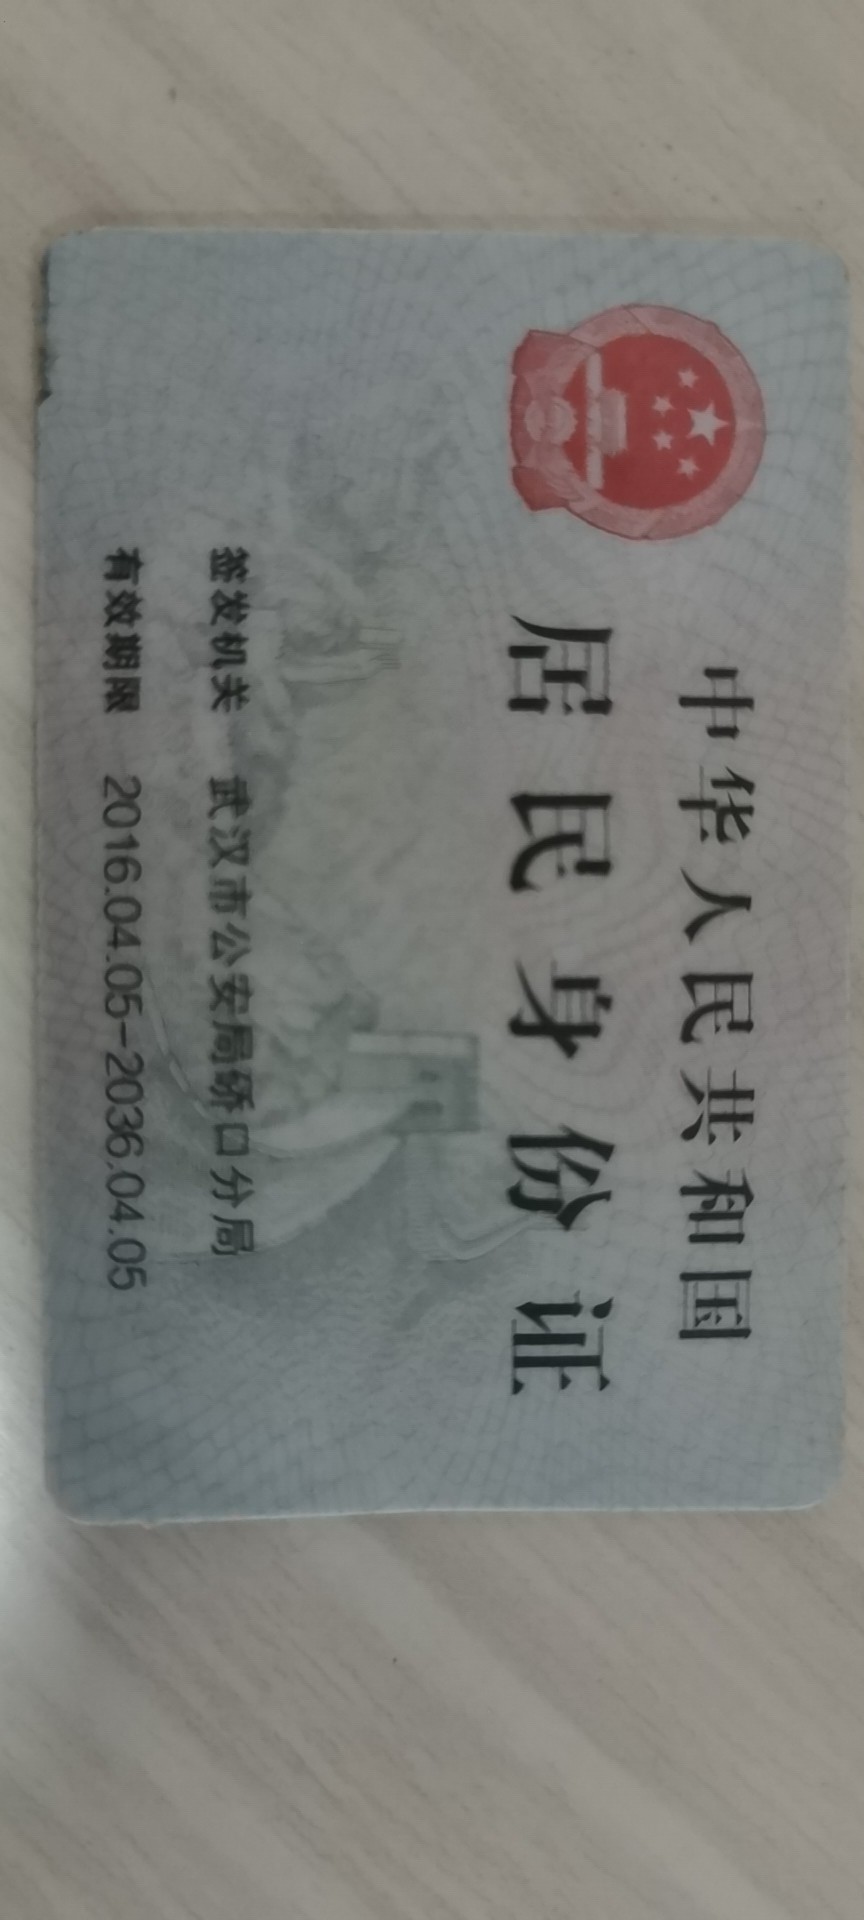 中华人民共和国
居民身份证
签发机关 武汉市公安局硚口分局
有效期限 2016.04.05-2036.04.05